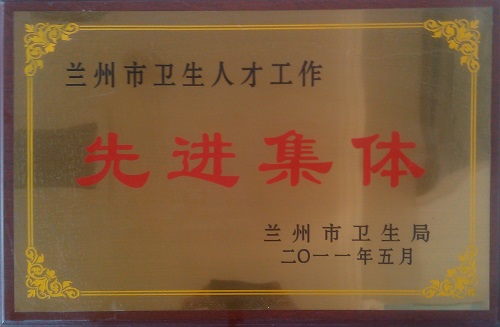 兰州市卫生人才工作
先进集体
兰州市卫生局
二〇一一年五月